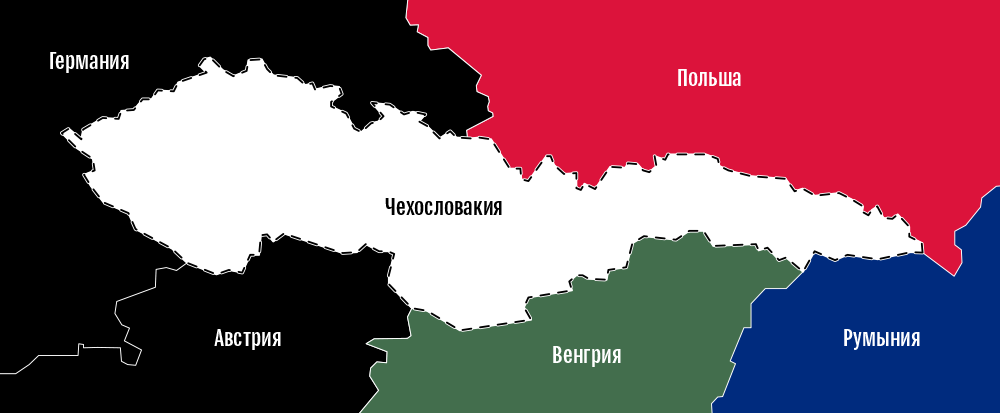 Германия
Польша
Чехословакия
Австрия
Румыния
Венгрия